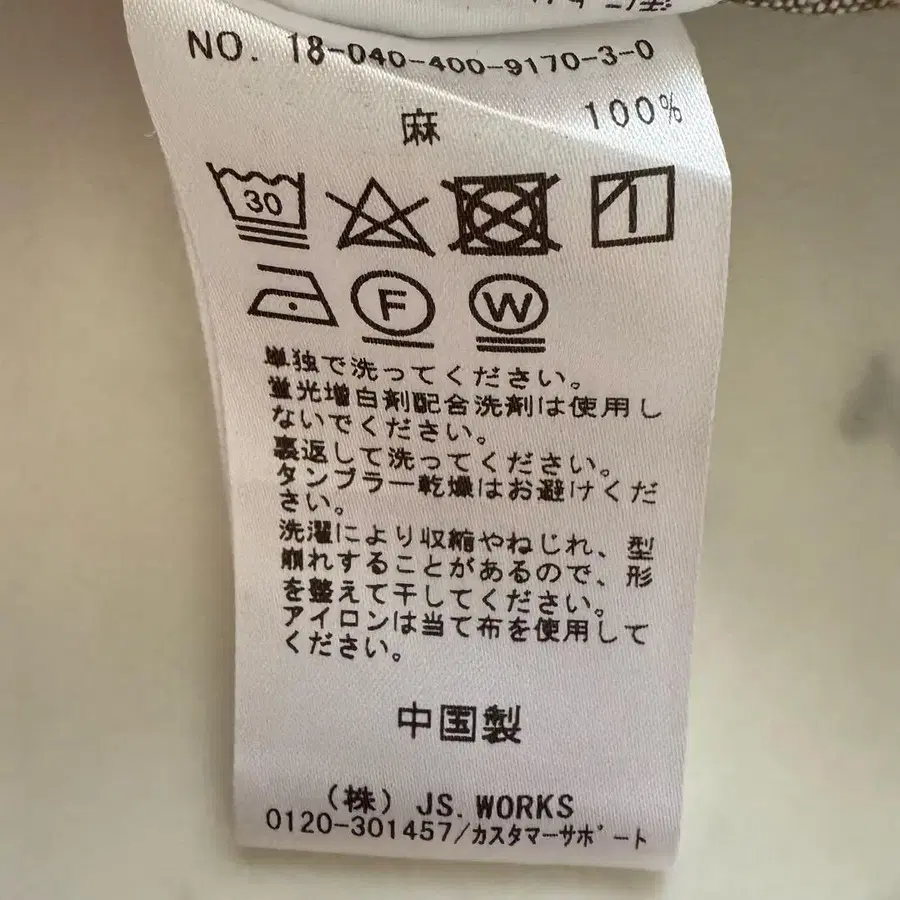 NO. 18-040-400-9170-3-0
麻 100%
30
F W
単独で洗ってください。
蛍光増白剤配合洗剤は使用し
ないでください。
裏返して洗ってください。
タンブラー乾燥はお避けくだ
さい。
洗濯により収縮やねじれ、型
崩れすることがあるので、形
を整えて干してください。
アイロンは当て布を使用して
ください。
中国製
(株) JS. WORKS
0120-301457/カスタマーサポート